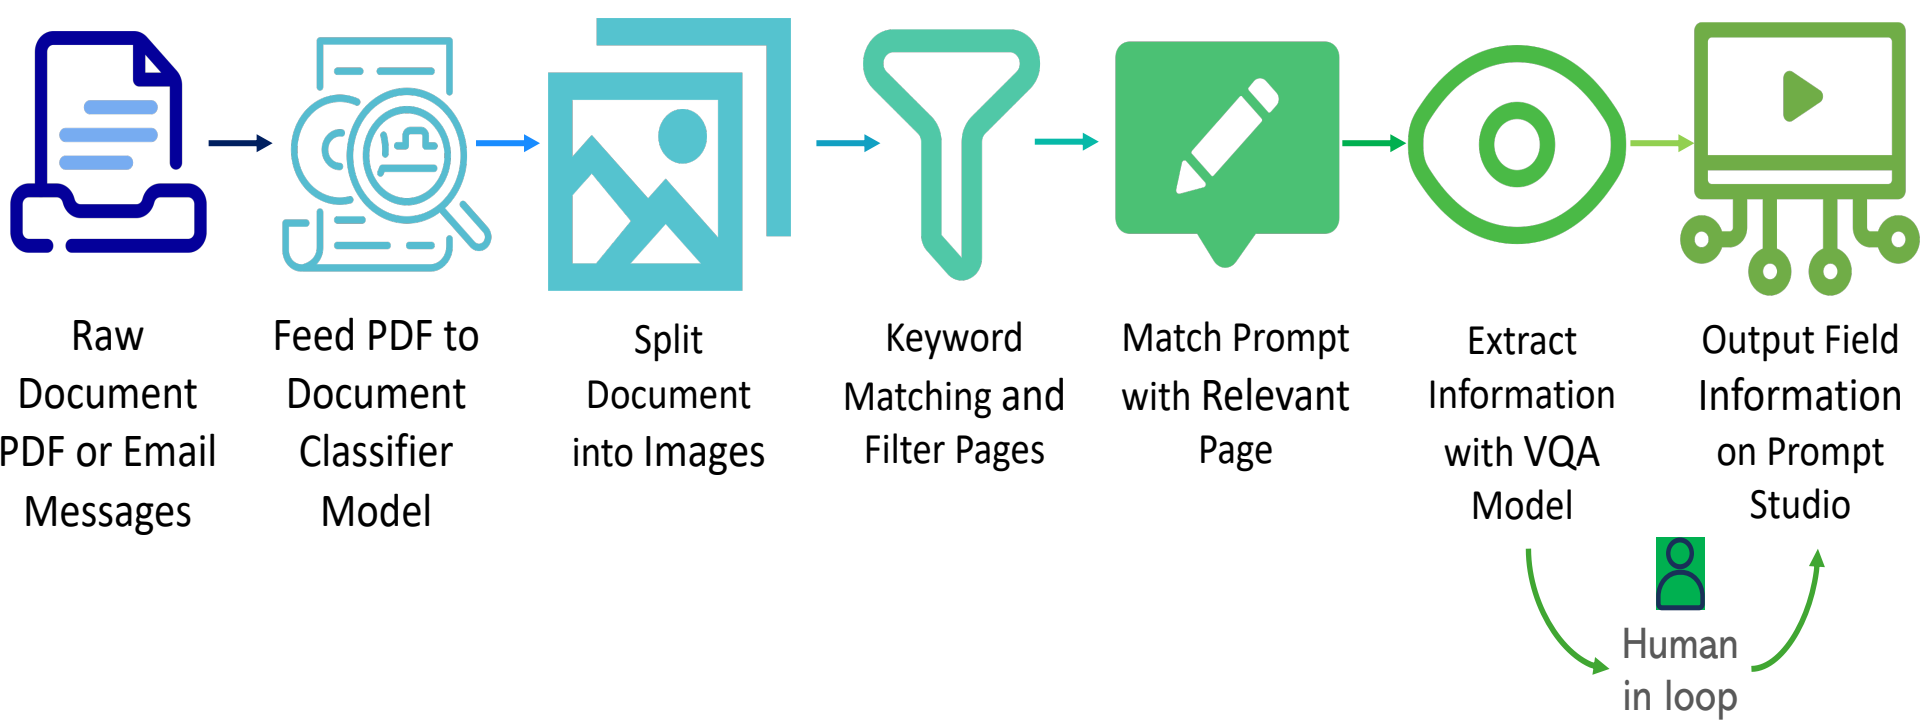 Raw
Document
PDF or Email
Messages
Feed PDF to
Document
Classifier
Model
Split
Document
into Images
Keyword
Matching and
Filter Pages
Match Prompt
with Relevant
Page
Extract
Information
with VQA
Model
Output Field
Information
on Prompt
Studio
Human
in loop